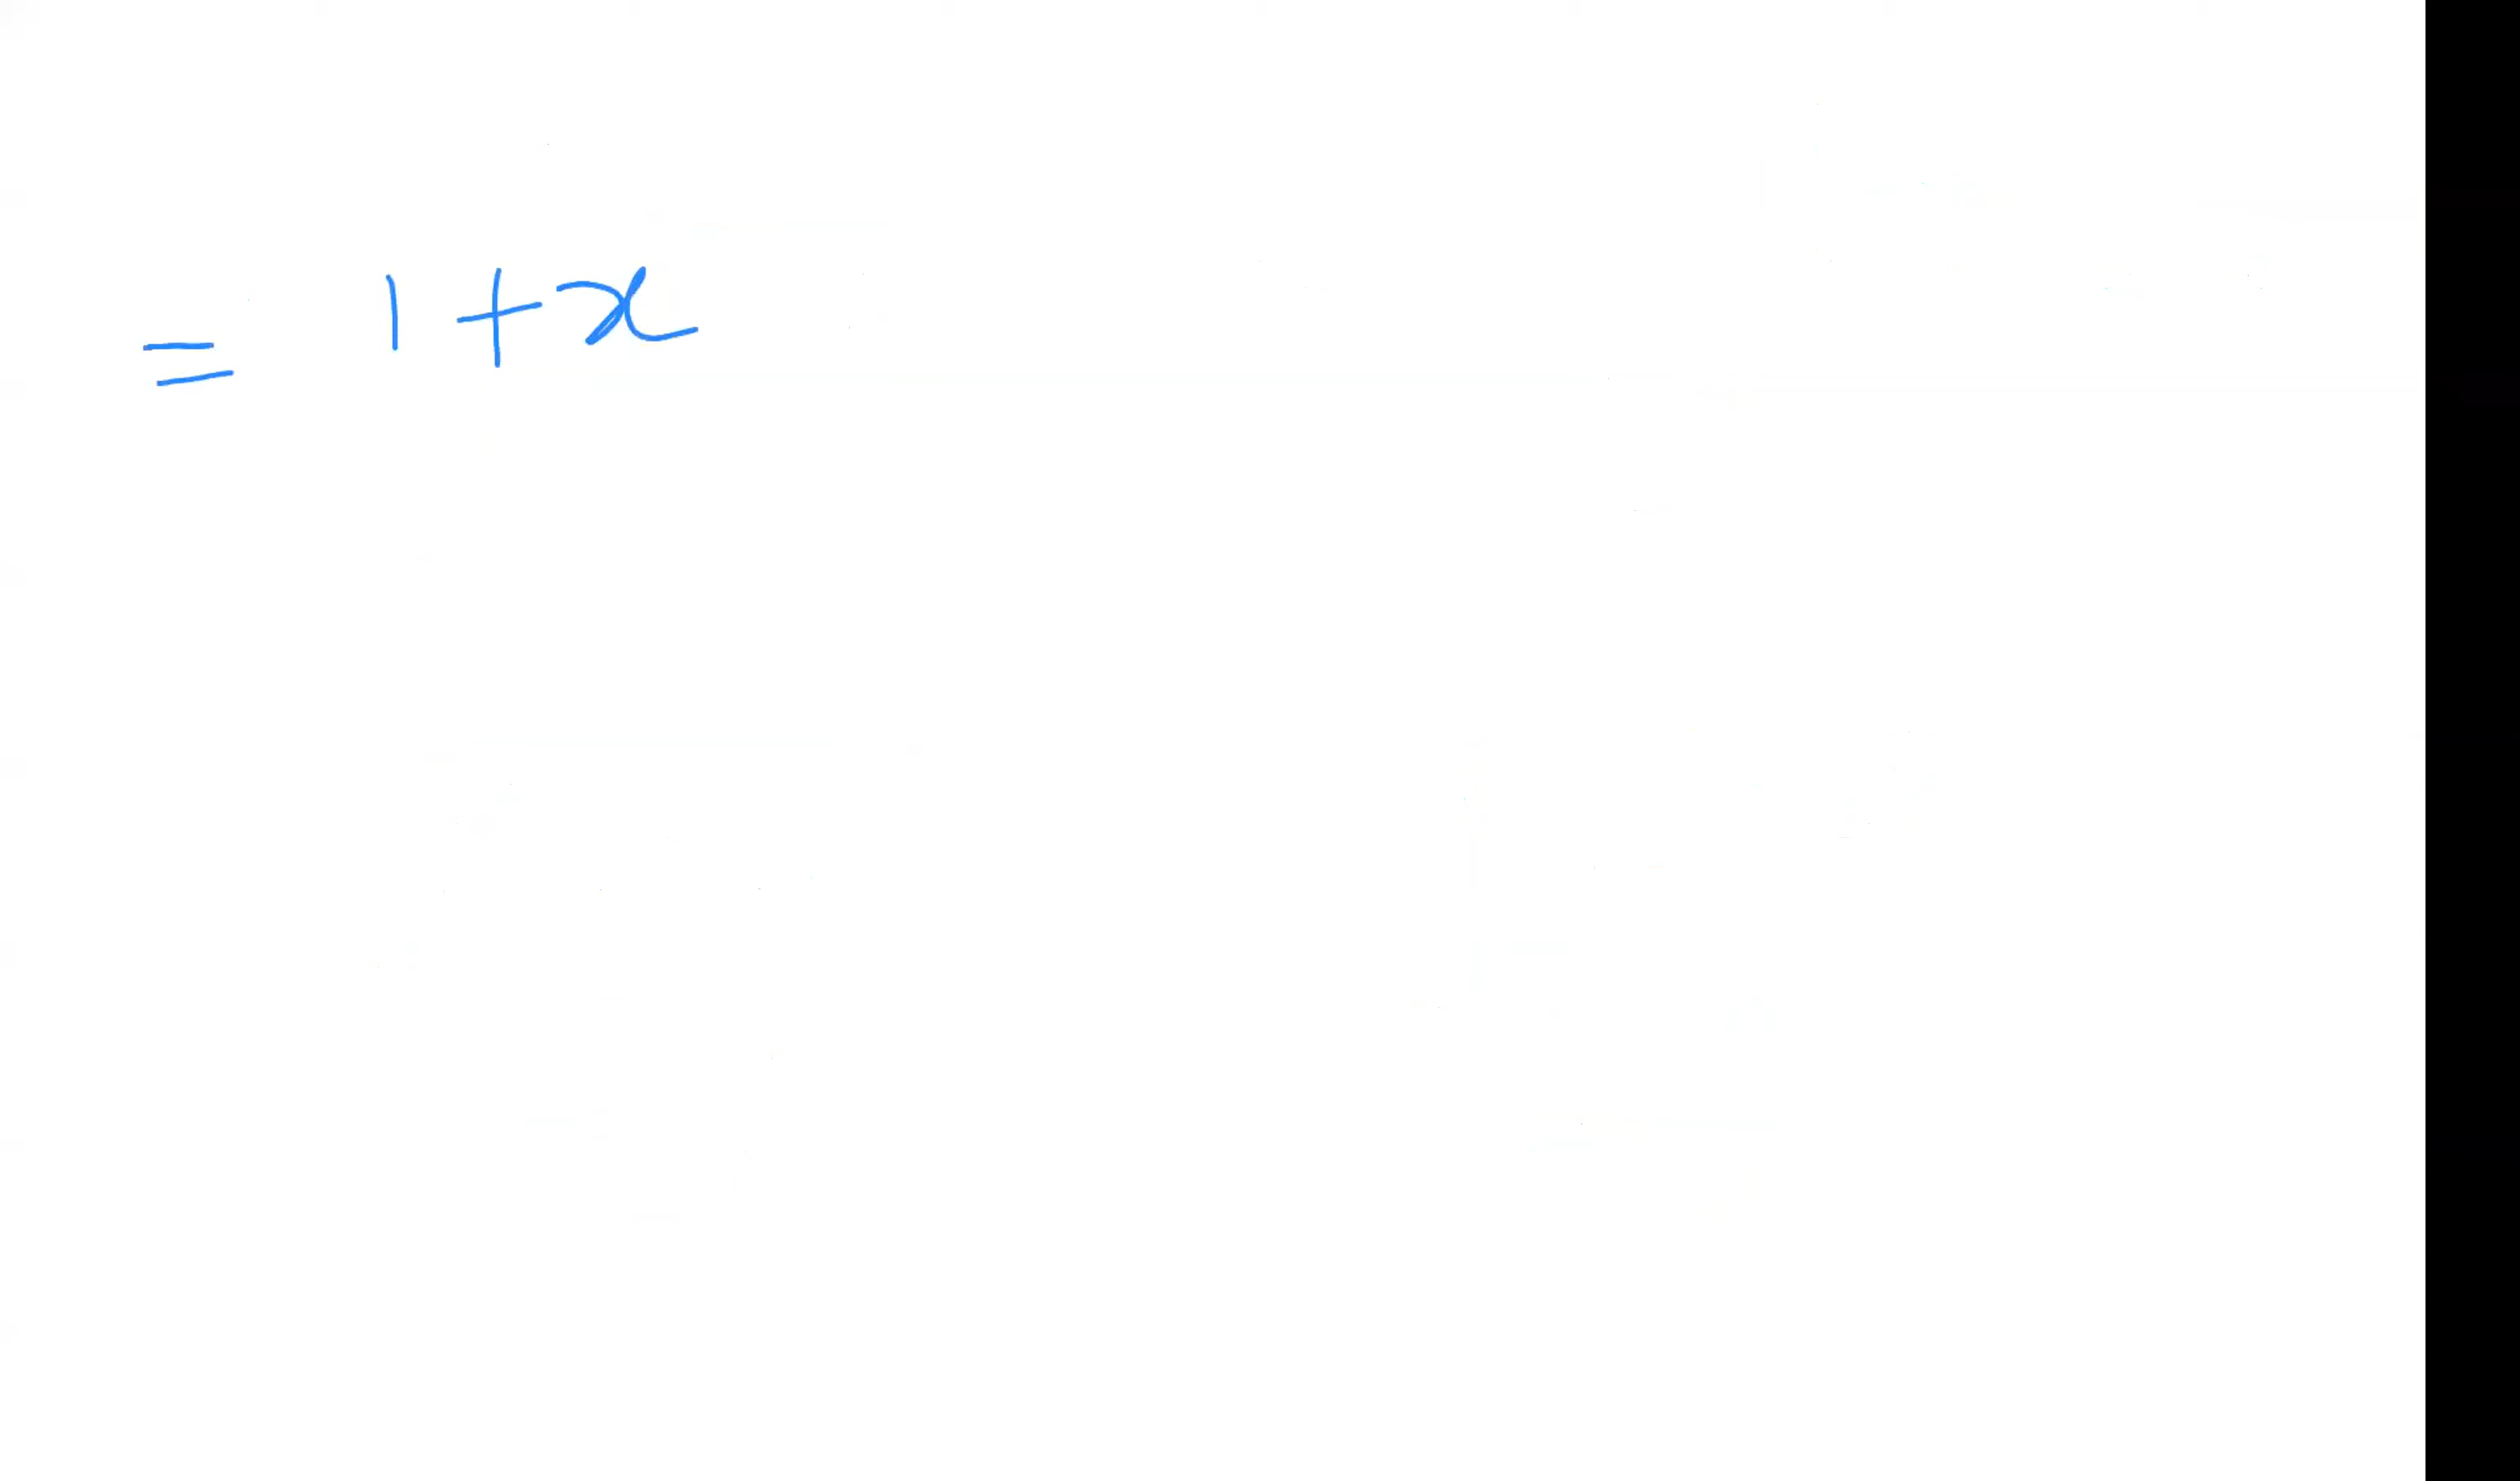 = 1 + x